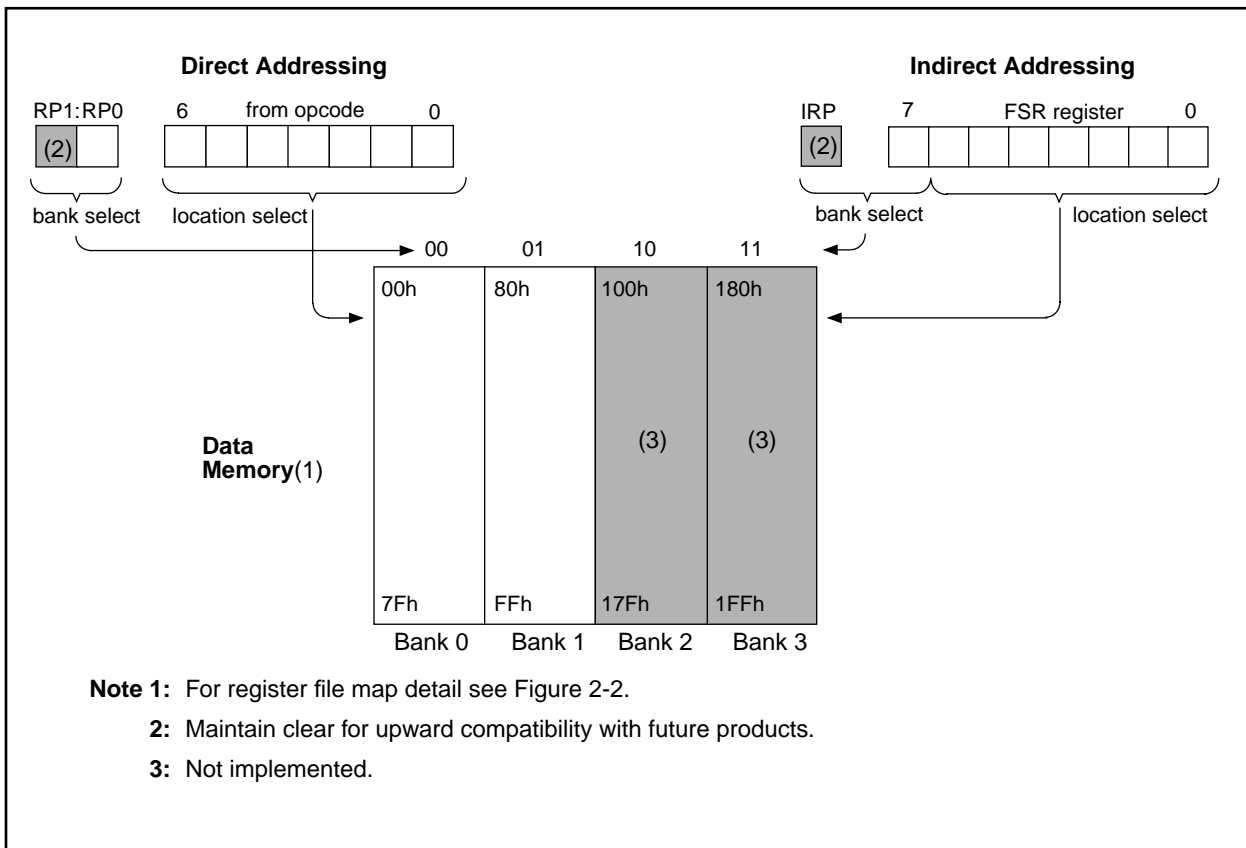 Direct Addressing
Indirect Addressing
RP1:RP0
6 from opcode 0
IRP
7 FSR register 0
(2)
(2)
bank select
location select
bank select
location select
00 01 10 11
00h 80h 100h 180h
Data
Memory(1)
(3) (3)
7Fh FFh 17Fh 1FFh
Bank 0 Bank 1 Bank 2 Bank 3
Note 1: For register file map detail see Figure 2-2.
2: Maintain clear for upward compatibility with future products.
3: Not implemented.